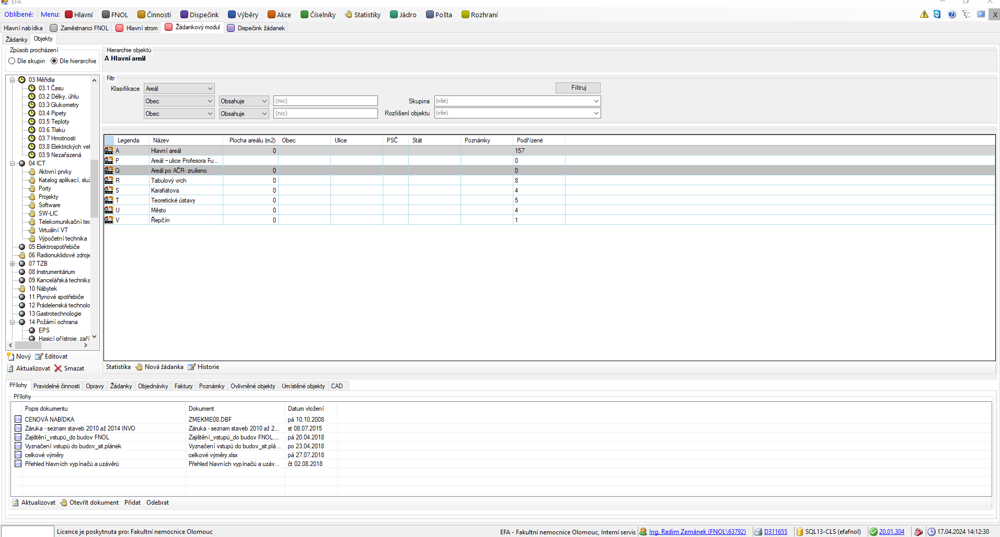 EFA
Oblíbené: Menu: Hlavní FNOL Činnosti Dispečink Výběry Akce Číselníky Statistiky Jádro Pošta Rozhraní X
Hlavní nabídka Zaměstnanci FNOL Hlavní strom Žádankový modul Dispečink žádanek
Žádanky Objekty
Způsob procházení
Dle skupin Dle hierarchie
Hierarchie objektů
A Hlavní areál
Filtr
Klasifikace Areál Filtruj
Obec Obsahuje (nic) Skupina (vše)
Obec Obsahuje (nic) Rozlišení objektu (vše)
03 Měřidla
03.1 Času
03.2 Délky, úhlu
03.3 Glukometry
03.4 Pipety
03.5 Teploty
03.6 Tlaku
03.7 Hmotnosti
03.8 Elektrických vel
03.9 Nezařazená
04 ICT
Aktivní prvky
Katalog aplikací, služ
Porty
Projekty
Software
SW-LIC
Telekomunikační tec
Virtuální VT
Výpočetní technika
05 Elektrospotřebiče
06 Radionuklidové zdroje
07 TZB
08 Instrumentárium
09 Kancelářská technika
10 Nábytek
11 Plynové spotřebiče
12 Prádelenská technolo
13 Gastrotechnologie
14 Požární ochrana
EPS
Hasicí přístroje, zaří
Nový Editovat
Aktualizovat Smazat
Legenda Název Plocha areálu (m2) Obec Ulice PSČ Stát Poznámky Podřízené
A Hlavní areál 0 157
P Areál – ulice Profesora Fu... 0
Q Areál po AČR- zrušeno 0 0
R Tabulový vrch 0 8
S Karafiátova 0 4
T Teoretické ústavy 0 5
U Město 0 4
V Řepčín 0 1
Statistika Nová žádanka Historie
Přílohy Pravidelné činnosti Opravy Žádanky Objednávky Faktury Poznámky Ovlivněné objekty Umístěné objekty CAD
Přílohy
Popis dokumentu Dokument Datum vložení
CENOVÁ NABÍDKA ZMEKME08.DBF pá 10.10.2008
Záruka - seznam staveb 2010 až 2014 INVO Záruka - seznam staveb 2010 až 2... st 08.07.2015
Zajištění_vstupů_do budov FNOL Zajištění_vstupů_do budov FNOL.... pá 20.04.2018
Vyznačení vstupů do budov_sit.plánek Vyznačení vstupů do budov_sit.plá... po 23.04.2018
celkové výměry celkové výměry.xlsx pá 27.07.2018
Přehled hlavních vypínačů a uzávěrů Přehled hlavních vypínačů a uzáv... čt 02.08.2018
Aktualizovat Otevřít dokument Přidat Odebrat
Licence je poskytnuta pro: Fakultní nemocnice Olomouc EFA - Fakultní nemocnice Olomouc, Interní servis Ing. Radim Zemánek (FNOL\63792) D311655 SQL13-CLS (efafnol) 20.01.304 17.04.2024 14:12:30